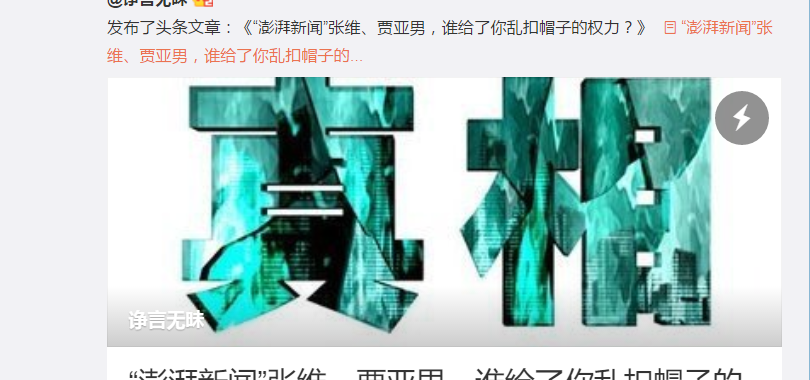 @诤言无昧
发布了头条文章：《“澎湃新闻”张维、贾亚男，谁给了你乱扣帽子的权力？》 “澎湃新闻”张
维、贾亚男，谁给了你乱扣帽子的...
真相
诤言无昧
“澎湃新闻”张维、贾亚男，谁给了你乱扣帽子的